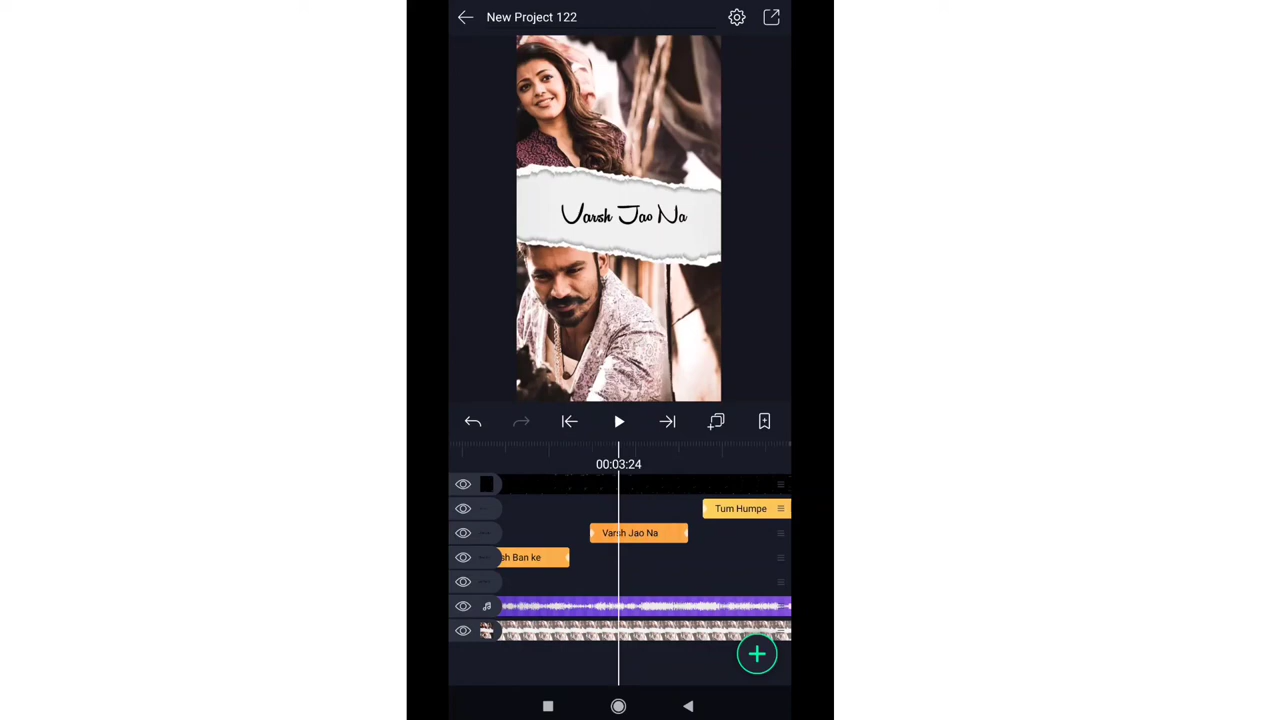 New Project 122
Varsh Jao Na
00:03:24
Tum Humpe
Varsh Jao Na
sh Ban ke